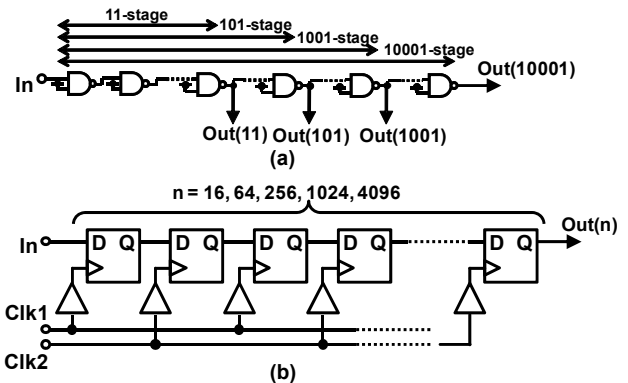 11-stage
101-stage
1001-stage
10001-stage
In
Out(10001)
Out(11)
Out(101)
Out(1001)
(a)
n = 16, 64, 256, 1024, 4096
In
D Q D Q D Q D Q D Q
Out(n)
Clk1
Clk2
(b)